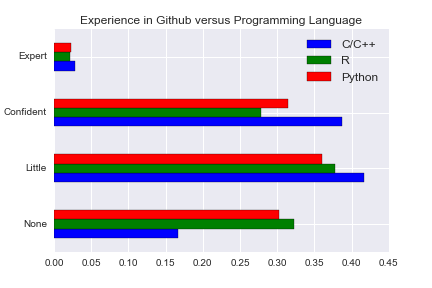 Experience in Github versus Programming Language
C/C++
R
Python
Expert
Confident
Little
None
0.00 0.05 0.10 0.15 0.20 0.25 0.30 0.35 0.40 0.45